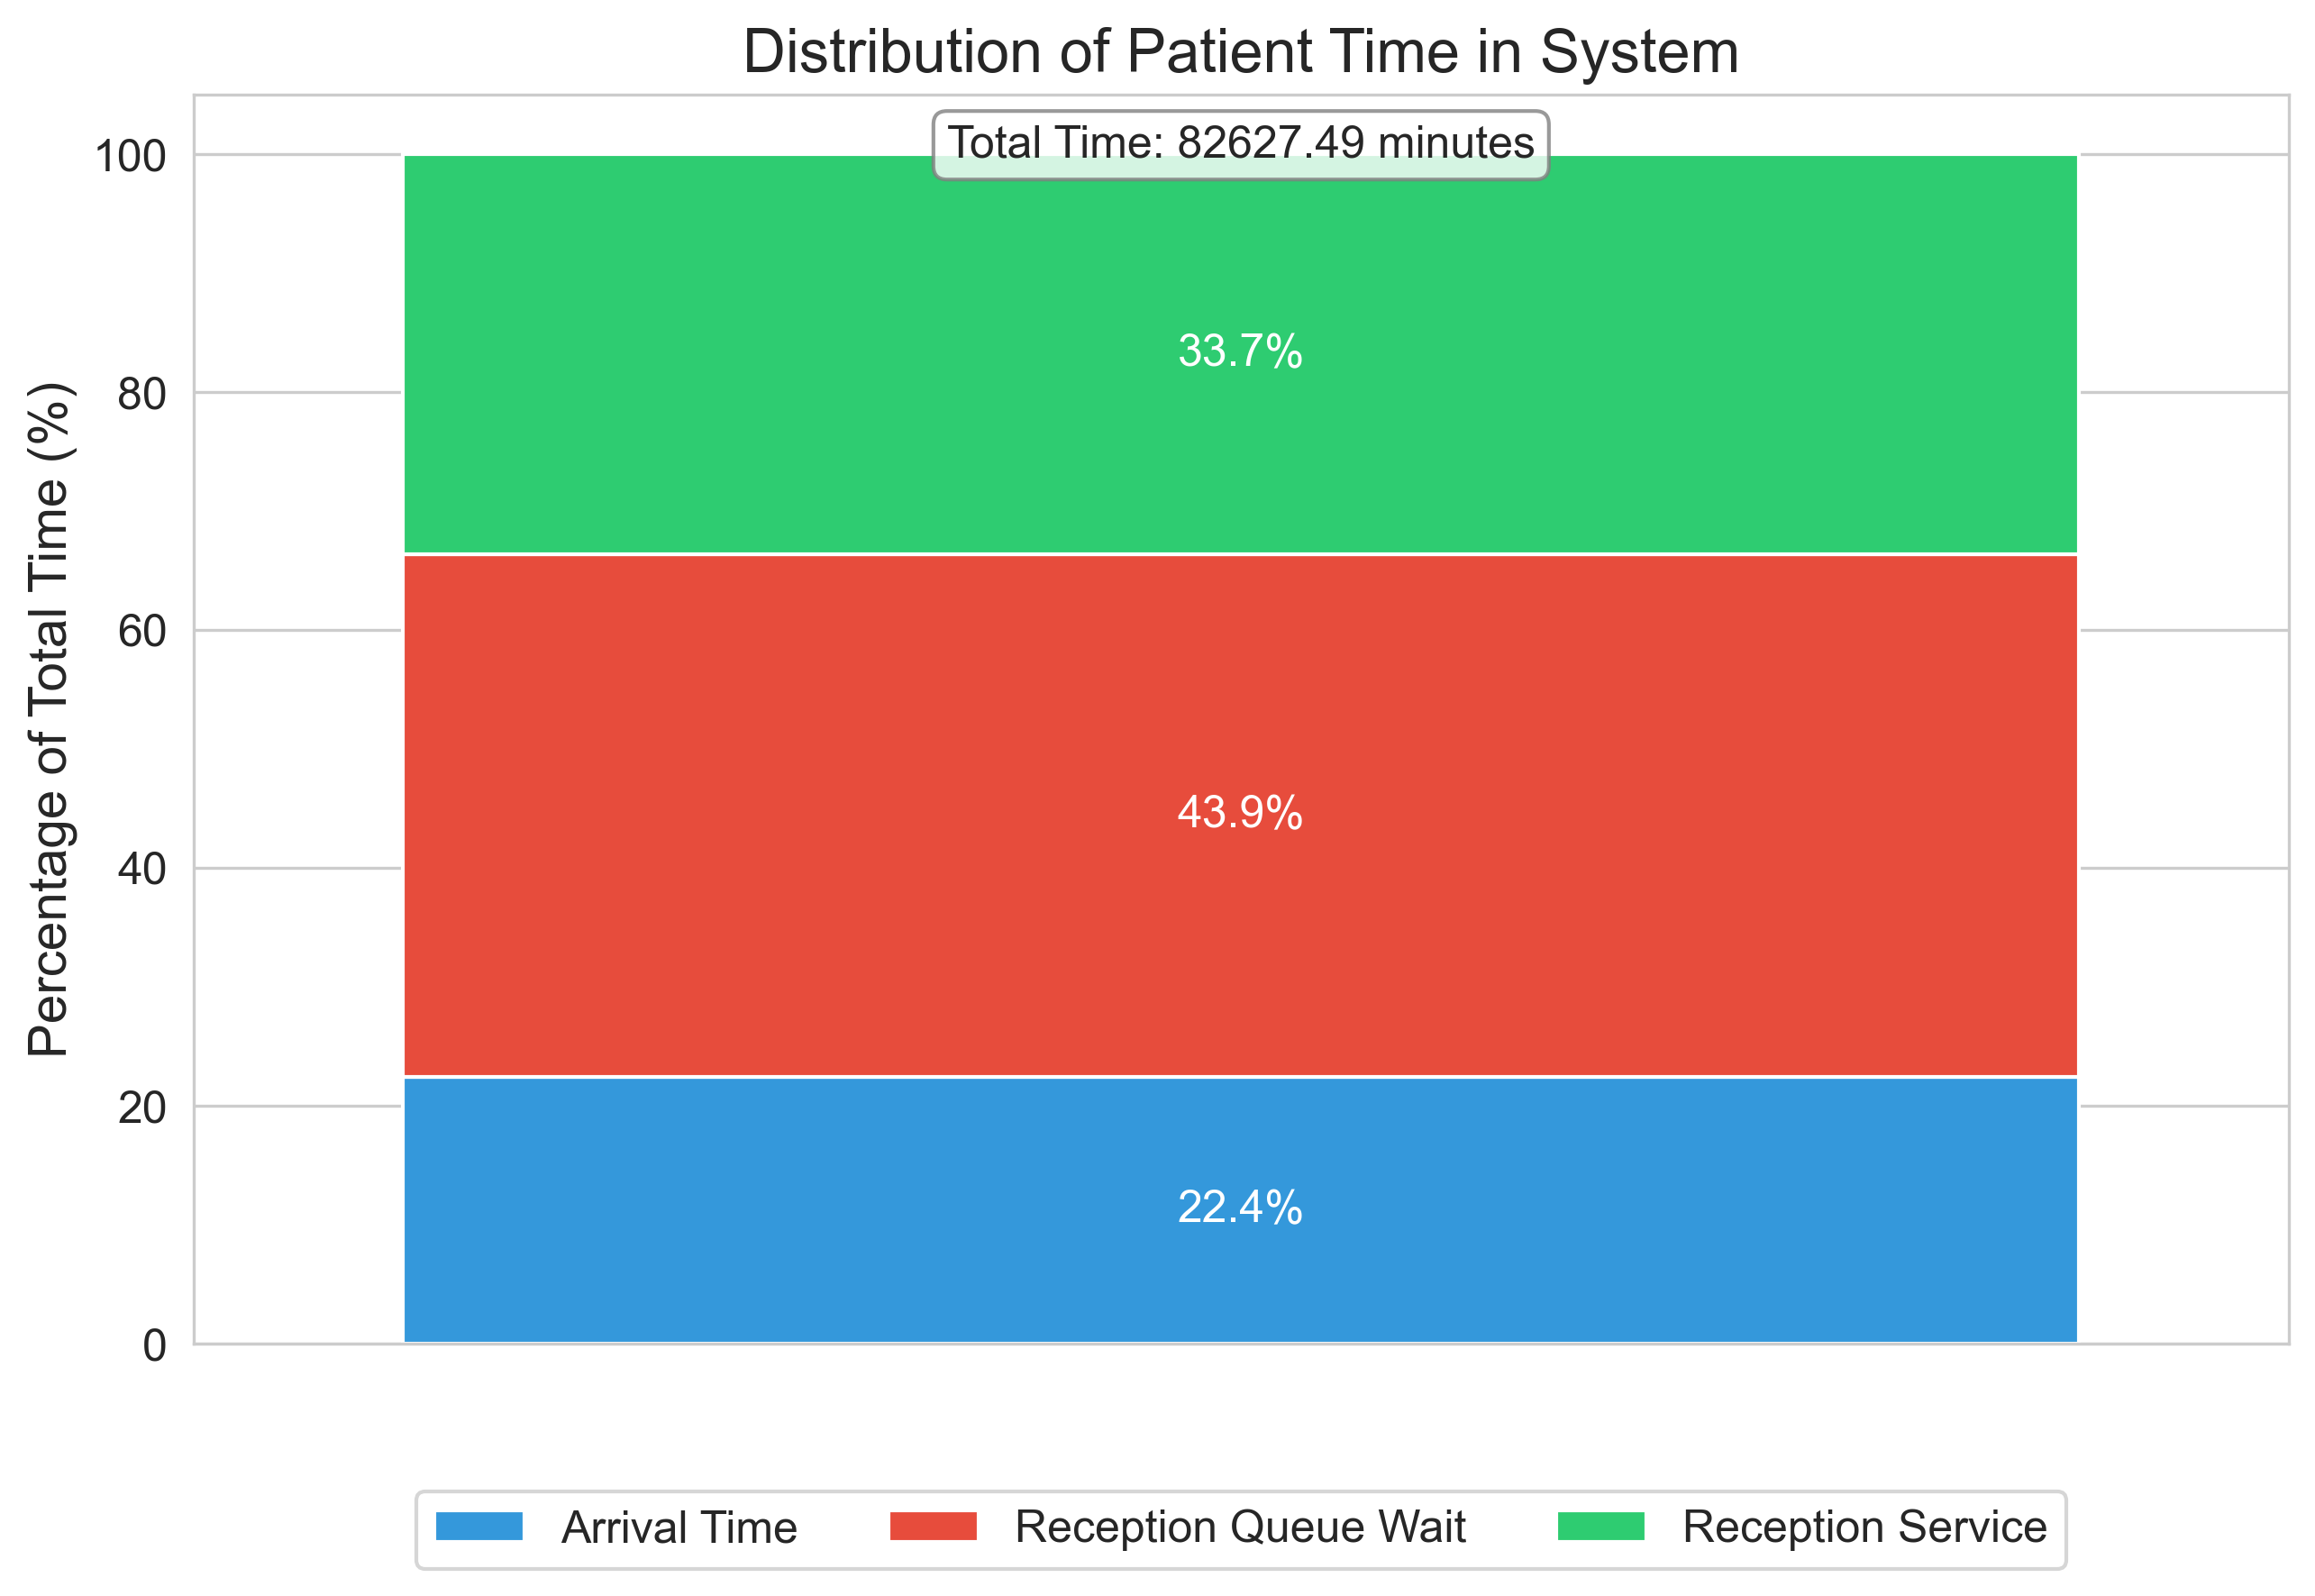 Distribution of Patient Time in System
Total Time: 82627.49 minutes
Percentage of Total Time (%)
100
80
60
40
20
0
33.7%
43.9%
22.4%
Arrival Time
Reception Queue Wait
Reception Service